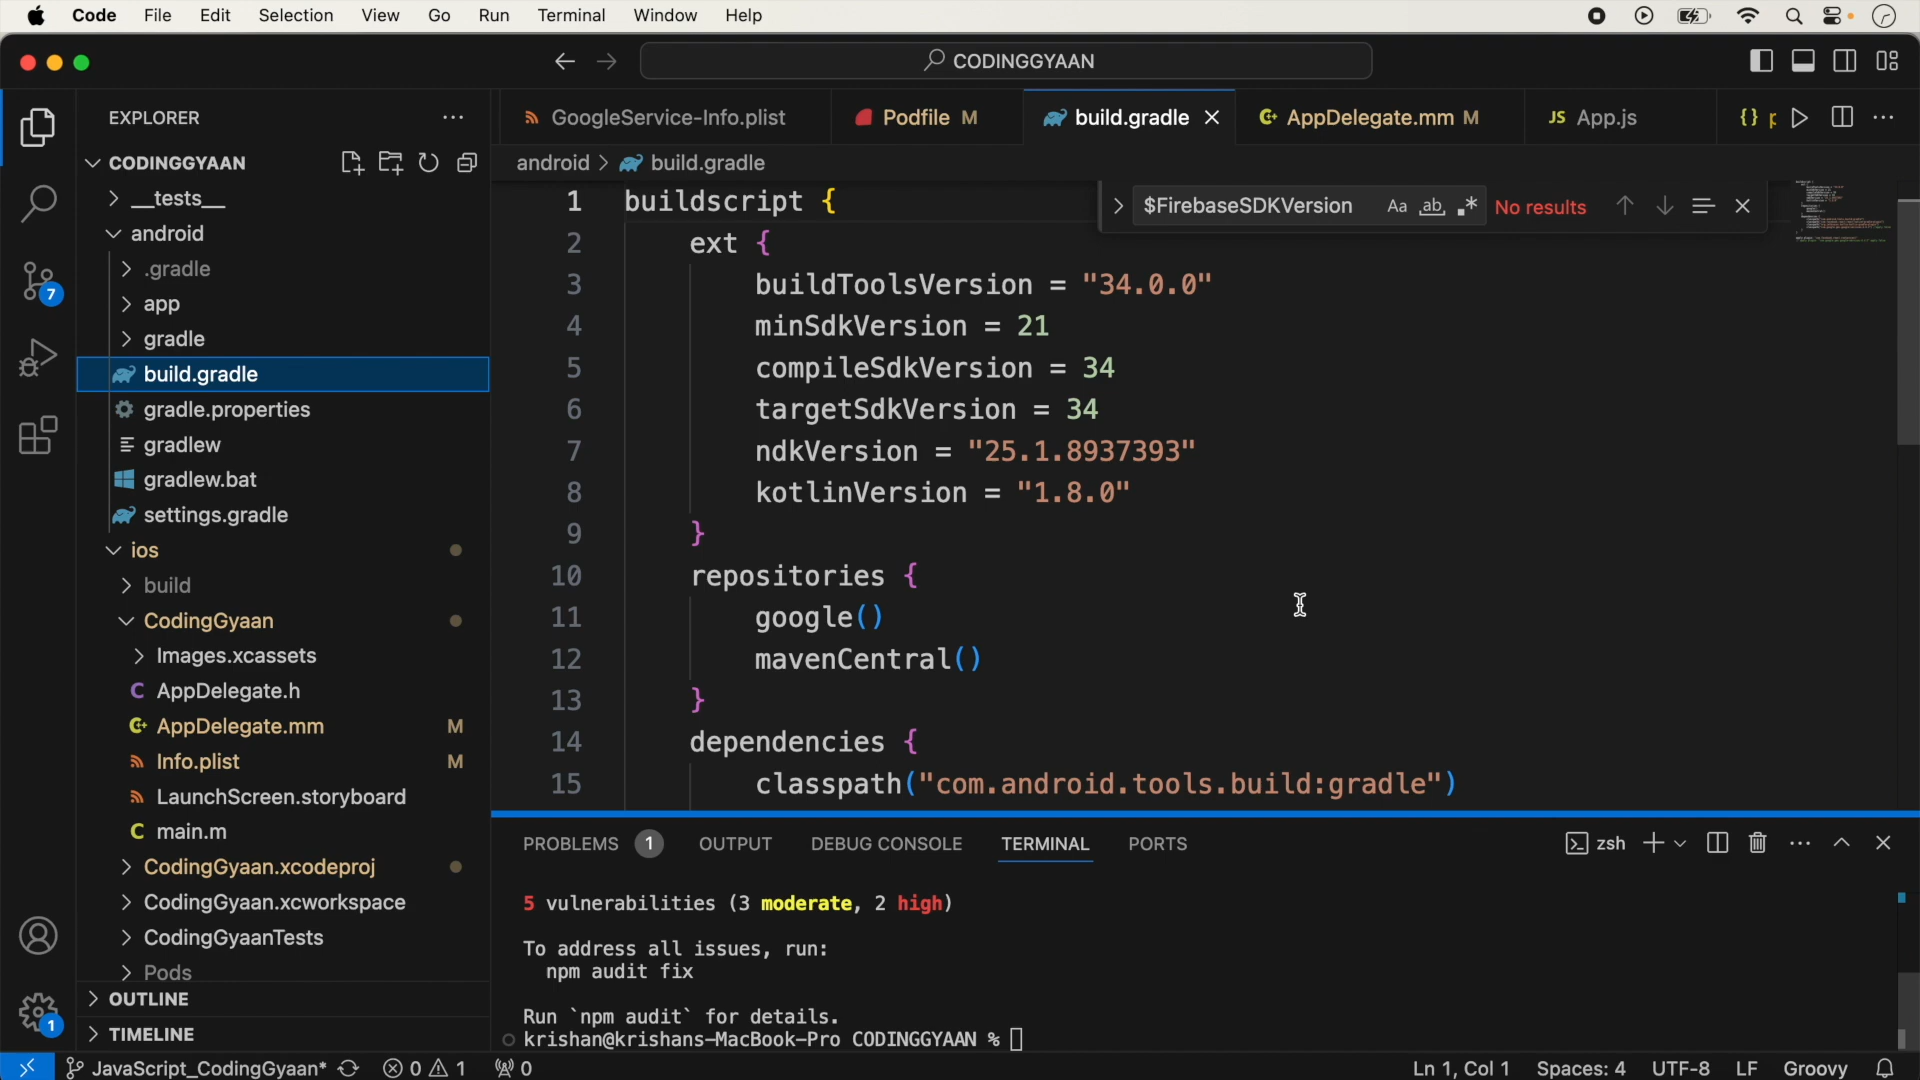 Code File Edit Selection View Go Run Terminal Window Help
CODINGGYAAN
EXPLORER
GoogleService-Info.plist
Podfile M
build.gradle
AppDelegate.mm M
JS App.js
{}
CODINGGYAAN
android > build.gradle
__tests__
android
.gradle
app
gradle
build.gradle
gradle.properties
gradlew
gradlew.bat
settings.gradle
ios
build
CodingGyaan
Images.xcassets
C AppDelegate.h
AppDelegate.mm M
Info.plist M
LaunchScreen.storyboard
C main.m
CodingGyaan.xcodeproj
CodingGyaan.xcworkspace
CodingGyaanTests
Pods
OUTLINE
TIMELINE
7
1
$FirebaseSDKVersion Aa ab .* No results
1 buildscript {
2 ext {
3 buildToolsVersion = "34.0.0"
4 minSdkVersion = 21
5 compileSdkVersion = 34
6 targetSdkVersion = 34
7 ndkVersion = "25.1.8937393"
8 kotlinVersion = "1.8.0"
9 }
10 repositories {
11 google()
12 mavenCentral()
13 }
14 dependencies {
15 classpath("com.android.tools.build:gradle")
PROBLEMS 1 OUTPUT DEBUG CONSOLE TERMINAL PORTS
zsh
5 vulnerabilities (3 moderate, 2 high)
To address all issues, run:
npm audit fix
Run `npm audit` for details.
krishan@krishans-MacBook-Pro CODINGGYAAN %
JavaScript_CodingGyaan* 0 1 0
Ln 1, Col 1 Spaces: 4 UTF-8 LF Groovy